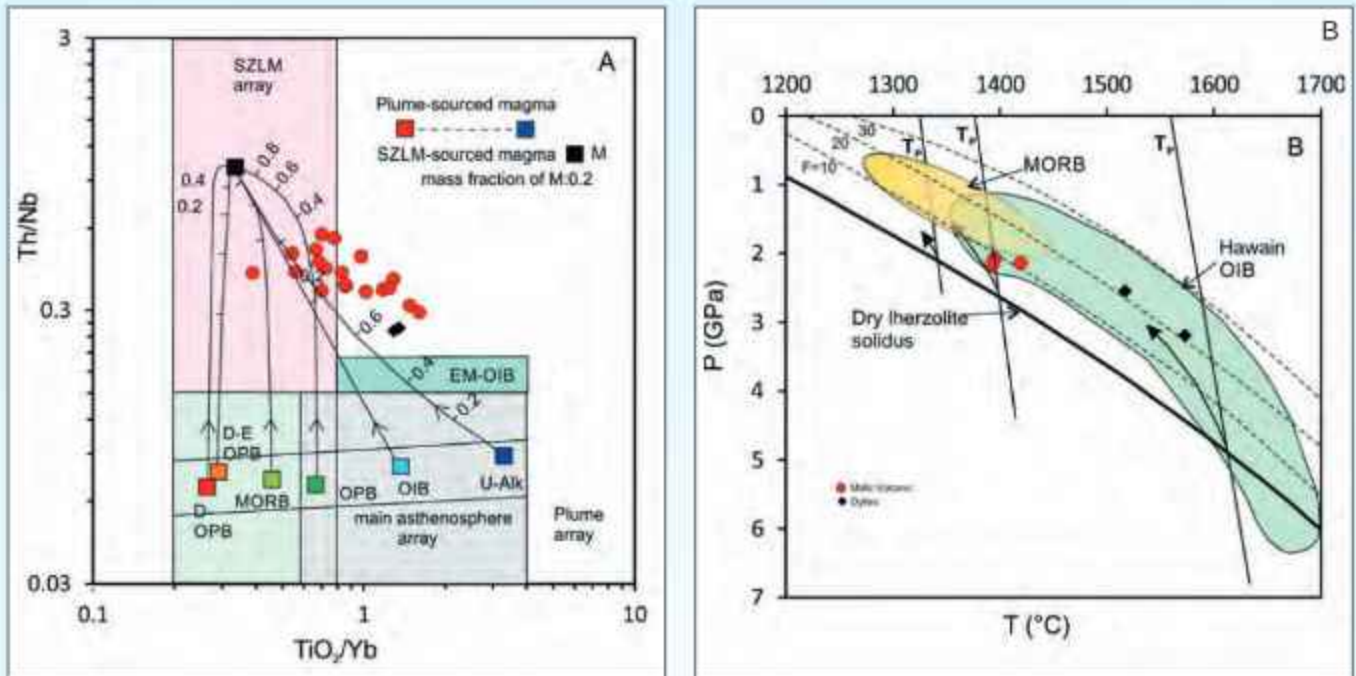 A
SZLM
array
Plume-sourced magma
SZLM-sourced magma M
mass fraction of M:0.2
0.8
0.6
0.4
0.4
0.2
0.2
0.6
0.4
0.2
EM-OIB
D-E
OPB
MORB
OPB
OIB
U-Alk
D-
OPB
main asthenosphere
array
Plume
array
3
0.3
0.03
0.1
1
10
Th/Nb
TiO₂/Yb
B
1200 1300 1400 1500 1600 1700
0
1
2
3
4
5
6
7
30
20
F=10
Tₚ
Tₚ
Tₚ
B
MORB
Hawain
OIB
Dry lherzolite
solidus
Mafic Volcanic
Dykes
P (GPa)
T (°C)